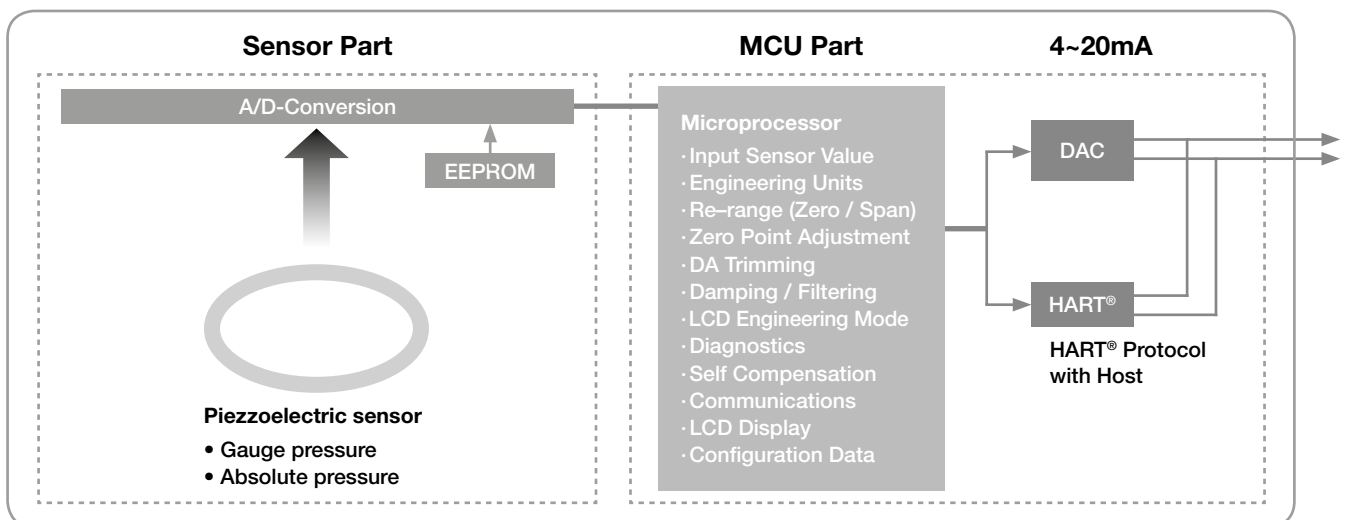 Sensor Part
MCU Part
4~20mA
A/D-Conversion
EEPROM
Piezzoelectric sensor
• Gauge pressure
• Absolute pressure
Microprocessor
·Input Sensor Value
·Engineering Units
·Re–range (Zero / Span)
·Zero Point Adjustment
·DA Trimming
·Damping / Filtering
·LCD Engineering Mode
·Diagnostics
·Self Compensation
·Communications
·LCD Display
·Configuration Data
DAC
HART®
HART® Protocol
with Host